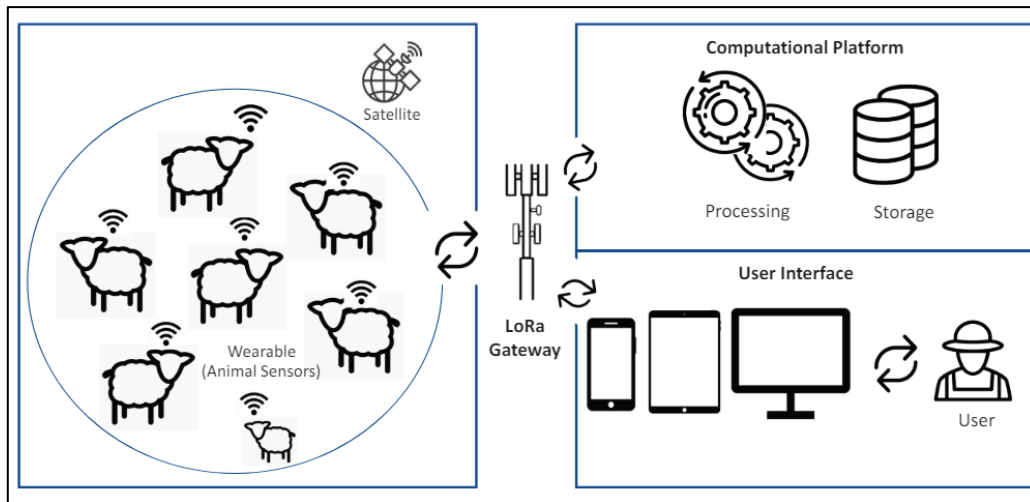 Satellite
Wearable
(Animal Sensors)
LoRa
Gateway
Computational Platform
Processing
Storage
User Interface
User